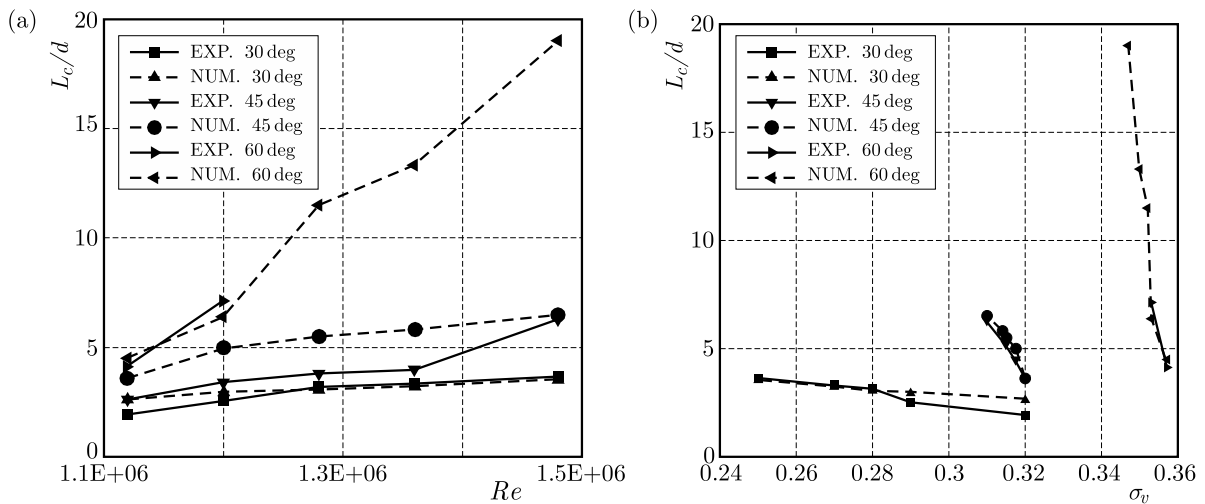 (a)
L_c/d
20
15
10
5
0
EXP. 30 deg
NUM. 30 deg
EXP. 45 deg
NUM. 45 deg
EXP. 60 deg
NUM. 60 deg
1.1E+06
1.3E+06
1.5E+06
Re
(b)
L_c/d
20
15
10
5
0
EXP. 30 deg
NUM. 30 deg
EXP. 45 deg
NUM. 45 deg
EXP. 60 deg
NUM. 60 deg
0.24
0.26
0.28
0.3
0.32
0.34
0.36
σ_v